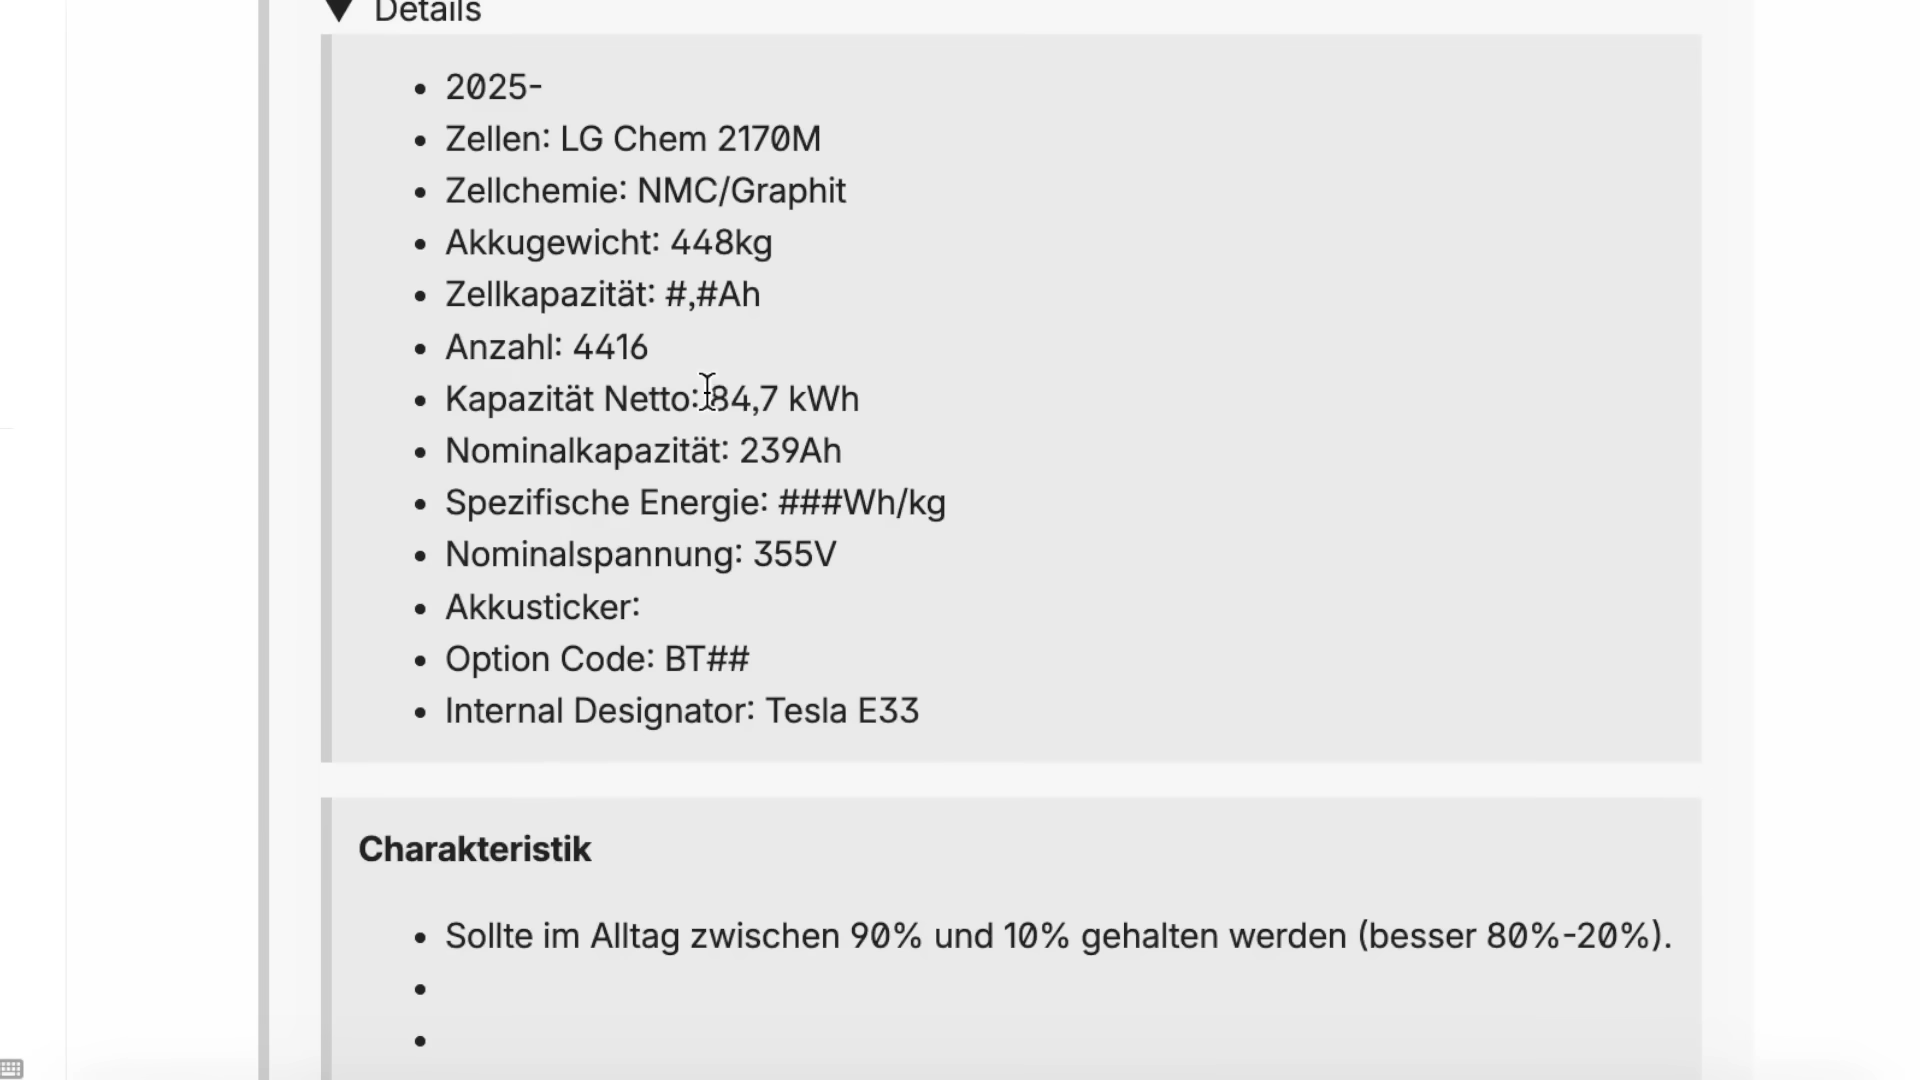 ▼ Details
• 2025-
• Zellen: LG Chem 2170M
• Zellchemie: NMC/Graphit
• Akkugewicht: 448kg
• Zellkapazität: #,#Ah
• Anzahl: 4416
• Kapazität Netto: 84,7 kWh
• Nominalkapazität: 239Ah
• Spezifische Energie: ###Wh/kg
• Nominalspannung: 355V
• Akkusticker:
• Option Code: BT##
• Internal Designator: Tesla E33
Charakteristik
• Sollte im Alltag zwischen 90% und 10% gehalten werden (besser 80%-20%).